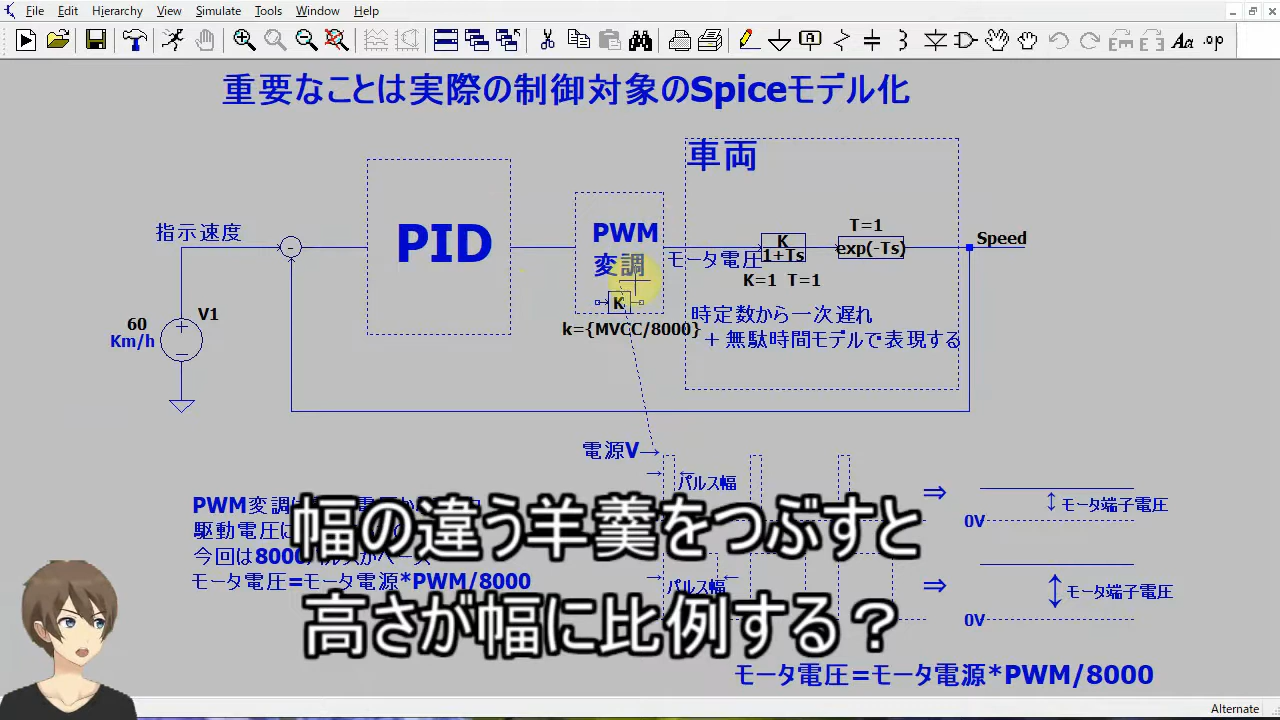 File Edit Hierarchy View Simulate Tools Window Help
重要なことは実際の制御対象のSpiceモデル化
車両
指示速度
PID
PWM
変調
モータ電圧
K
1+Ts
K=1 T=1
T=1
exp(-Ts)
Speed
K
k={MVCC/8000}
時定数から一次遅れ
+無駄時間モデルで表現する
V1
60
Km/h
-
電源V→
パルス幅
⇒
モータ端子電圧
0V
PWM変調
駆動電圧は
今回は8000
モータ電圧=モータ電源*PWM/8000
パルス幅
⇒
モータ端子電圧
0V
モータ電圧=モータ電源*PWM/8000
幅の違う羊羹をつぶすと
高さが幅に比例する？
Alternate